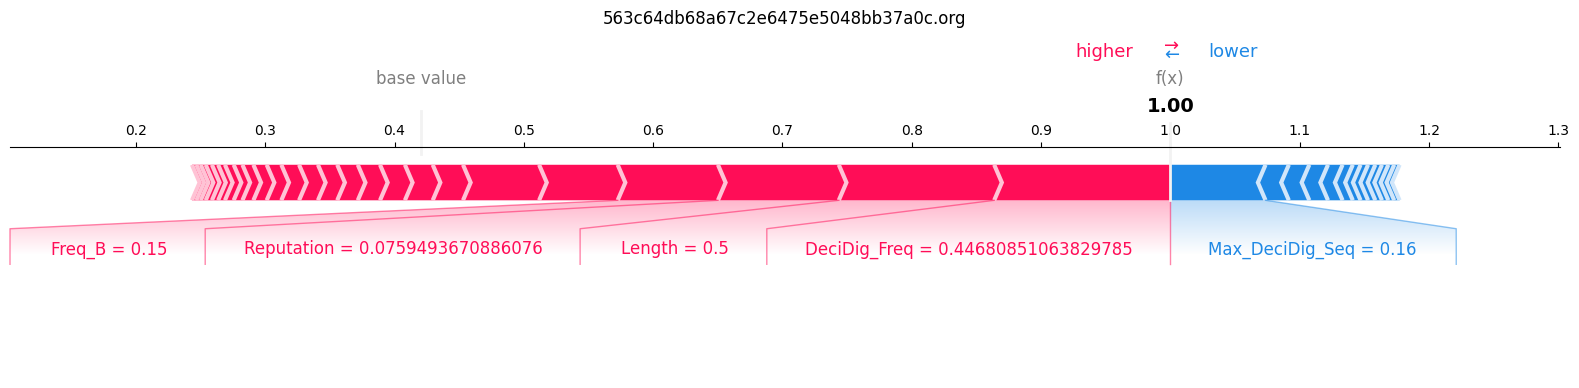 563c64db68a67c2e6475e5048bb37a0c.org
higher → ← lower
base value f(x)
1.00
0.2 0.3 0.4 0.5 0.6 0.7 0.8 0.9 1.0 1.1 1.2 1.3
Freq_B = 0.15 Reputation = 0.0759493670886076 Length = 0.5 DeciDig_Freq = 0.44680851063829785 Max_DeciDig_Seq = 0.16